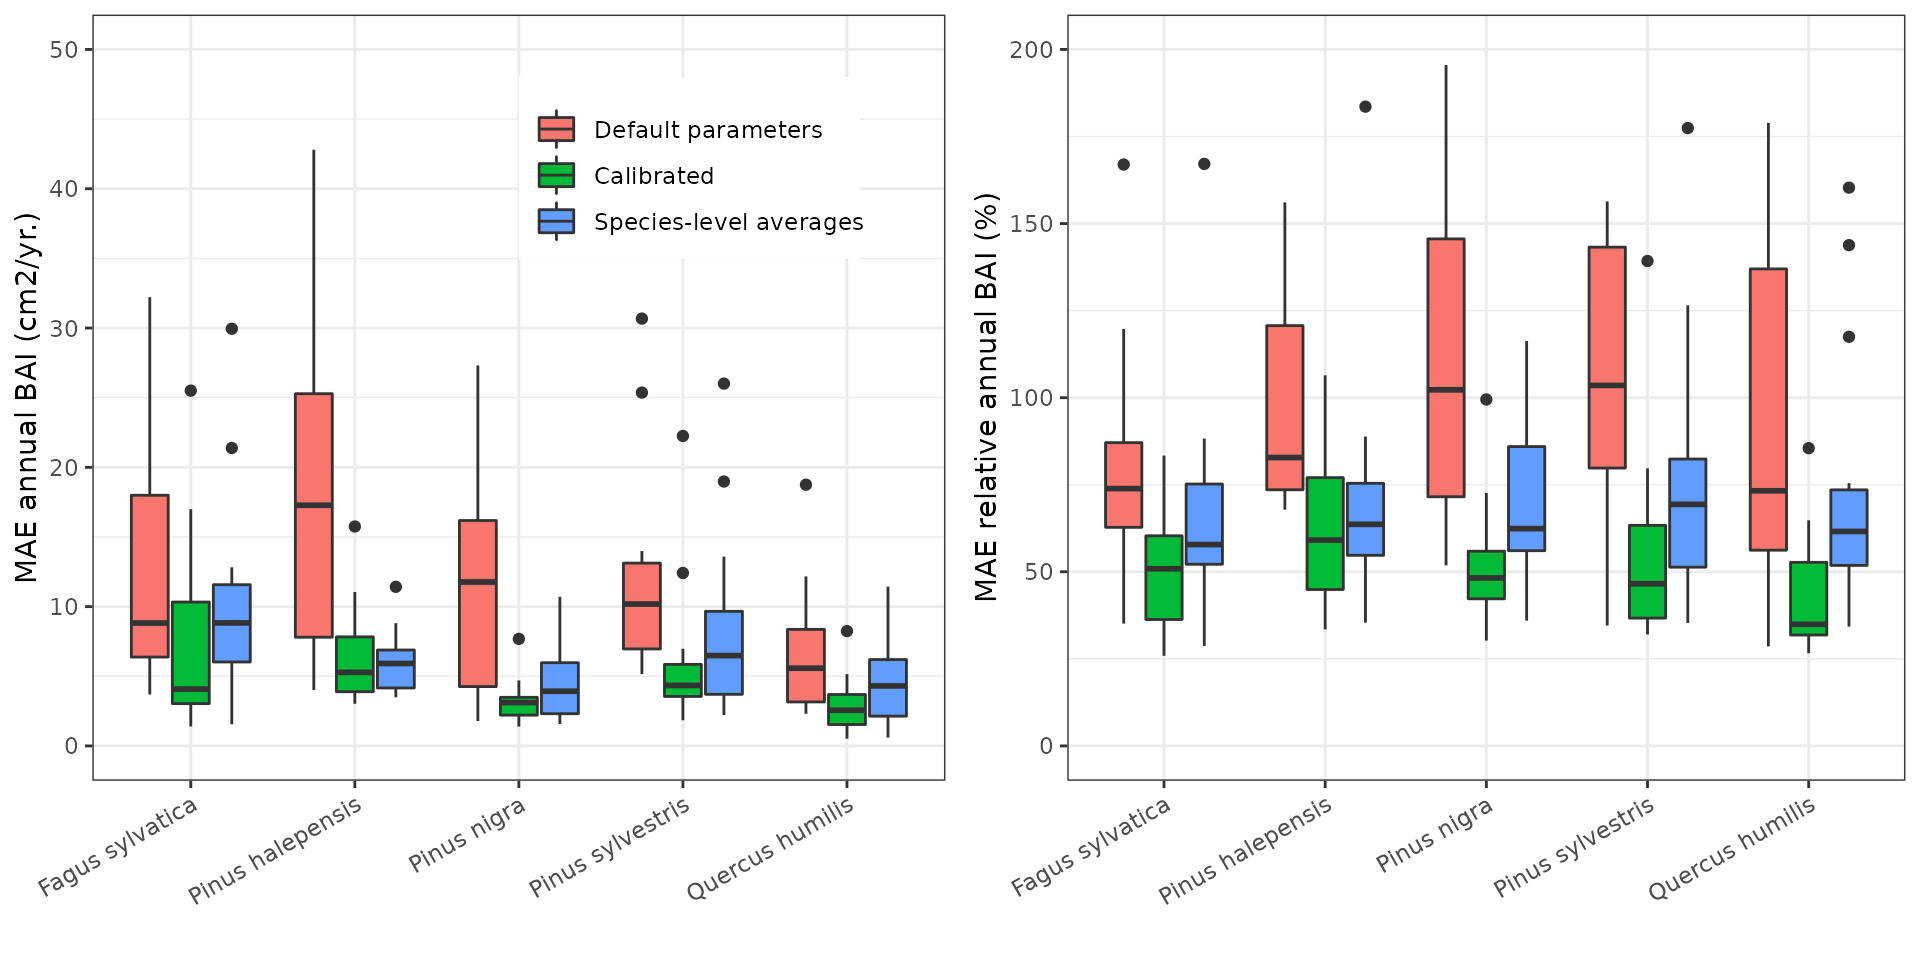 MAE annual BAI (cm2/yr.)
50
40
30
20
10
0
Default parameters
Calibrated
Species-level averages
Fagus sylvatica
Pinus halepensis
Pinus nigra
Pinus sylvestris
Quercus humilis
MAE relative annual BAI (%)
200
150
100
50
0
Fagus sylvatica
Pinus halepensis
Pinus nigra
Pinus sylvestris
Quercus humilis